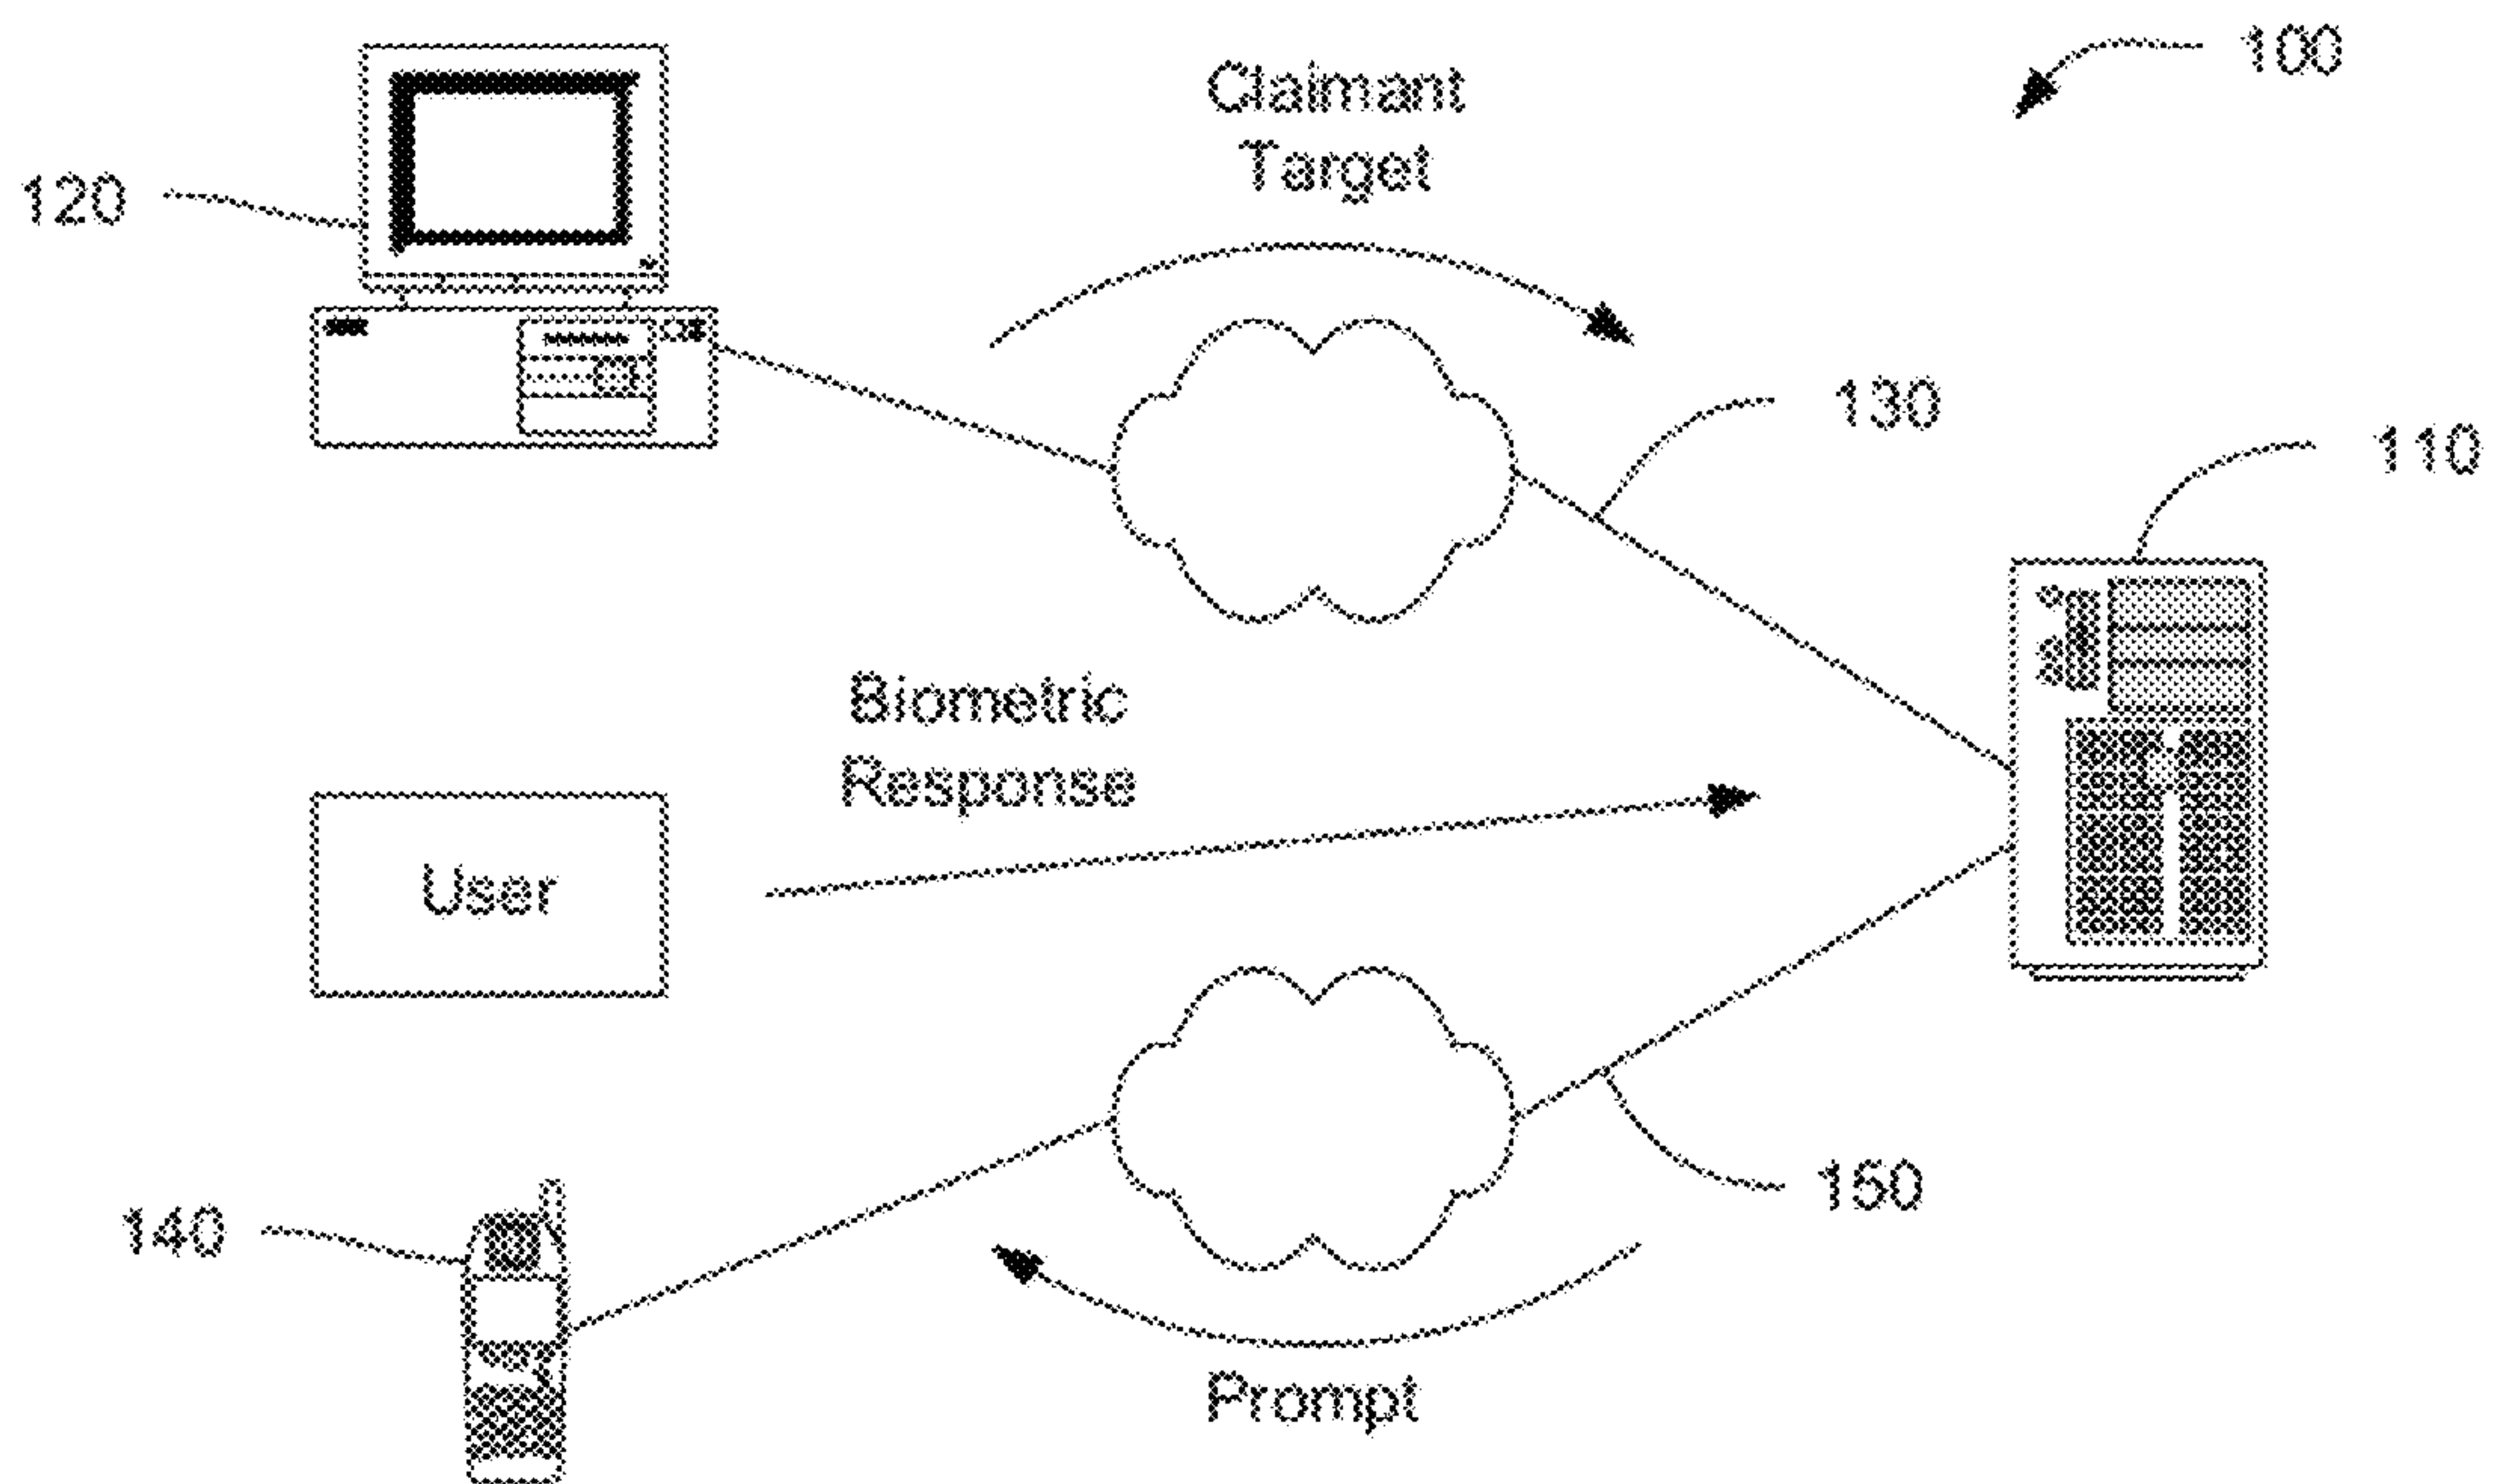 100
Claimant
Target
120
130
110
Biometric
Response
User
140
150
Prompt